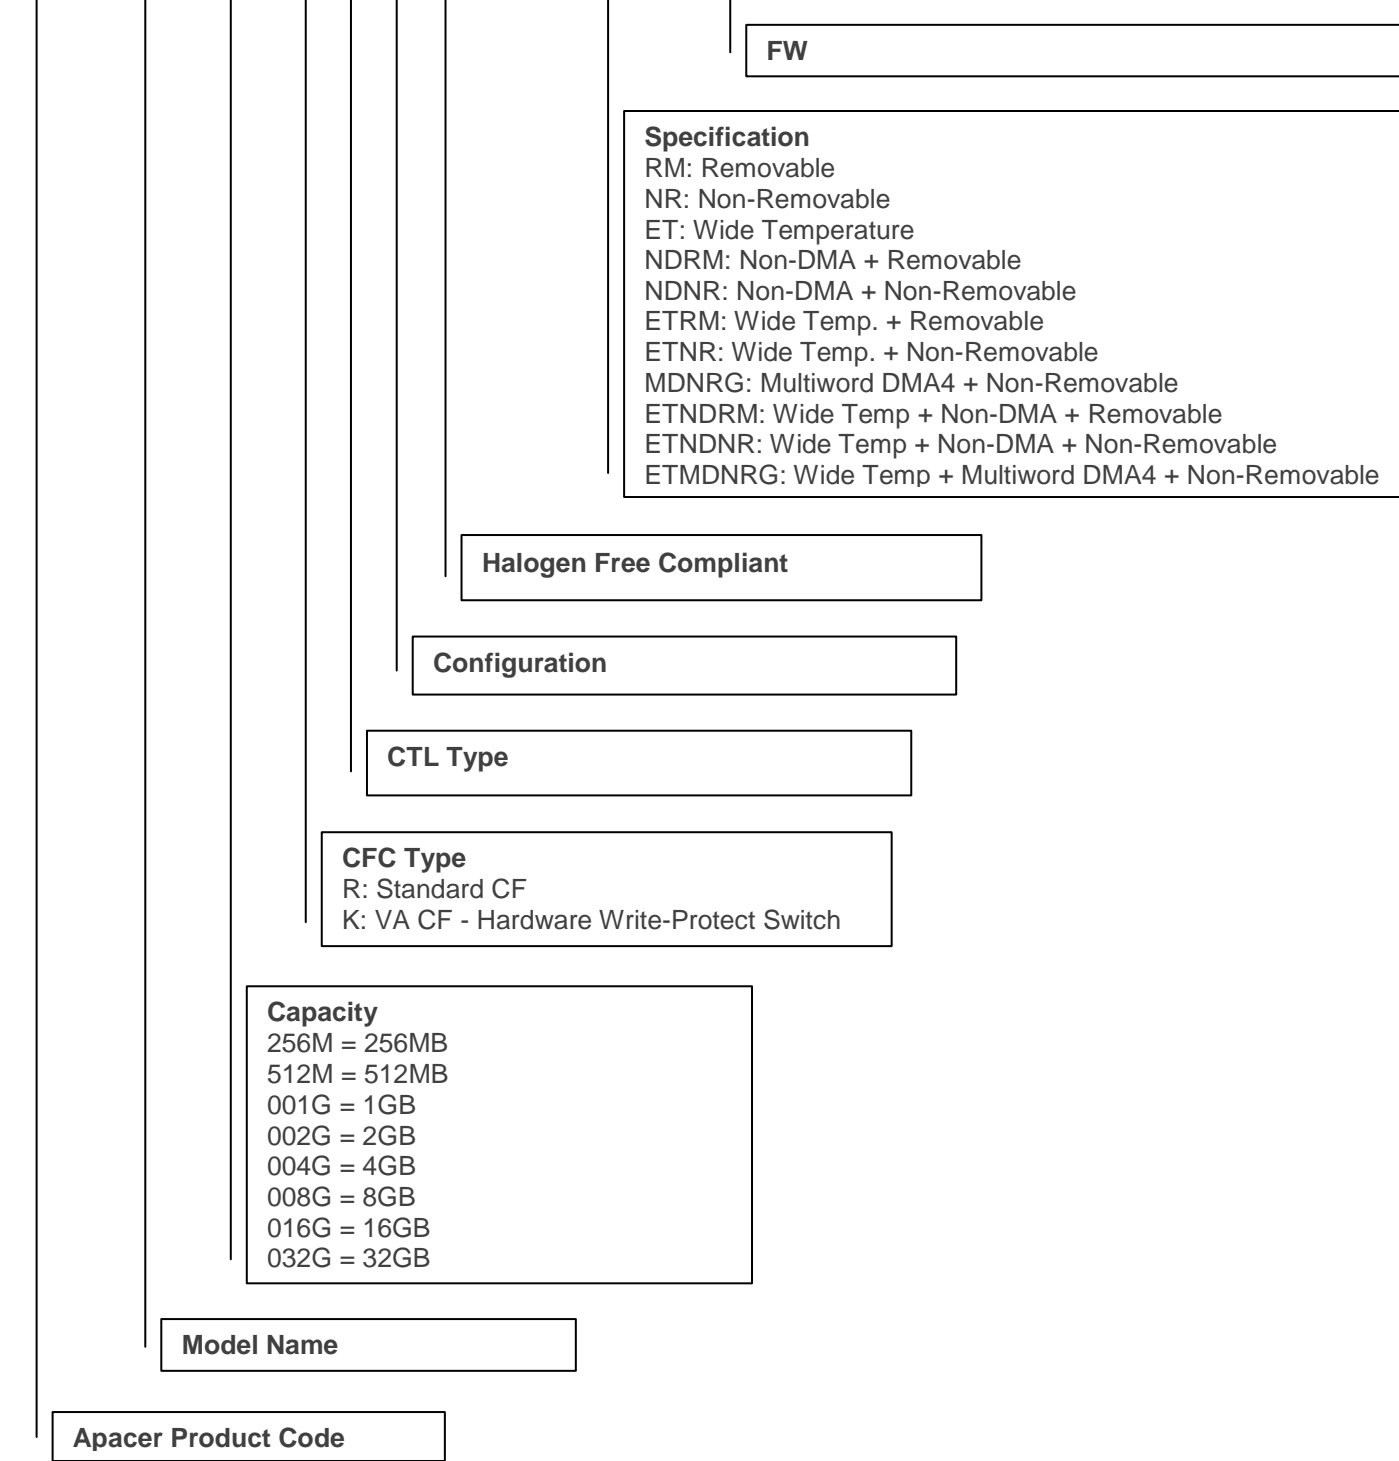 FW
Specification
RM: Removable
NR: Non-Removable
ET: Wide Temperature
NDRM: Non-DMA + Removable
NDNR: Non-DMA + Non-Removable
ETRM: Wide Temp. + Removable
ETNR: Wide Temp. + Non-Removable
MDNRG: Multiword DMA4 + Non-Removable
ETNDRM: Wide Temp + Non-DMA + Removable
ETNDNR: Wide Temp + Non-DMA + Non-Removable
ETMDNRG: Wide Temp + Multiword DMA4 + Non-Removable
Halogen Free Compliant
Configuration
CTL Type
CFC Type
R: Standard CF
K: VA CF - Hardware Write-Protect Switch
Capacity
256M = 256MB
512M = 512MB
001G = 1GB
002G = 2GB
004G = 4GB
008G = 8GB
016G = 16GB
032G = 32GB
Model Name
Apacer Product Code